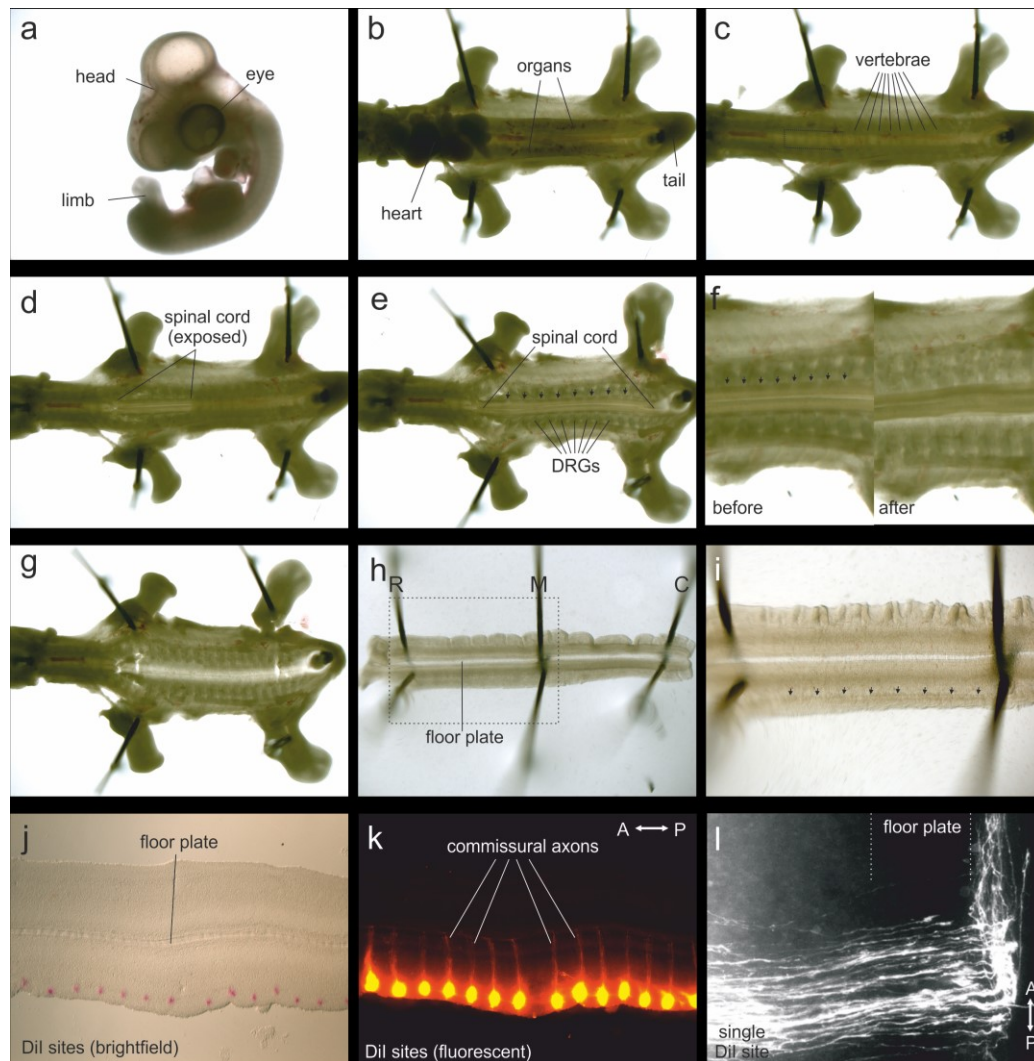 a
head
eye
limb
b
organs
heart
tail
c
vertebrae
d
spinal cord
(exposed)
e
spinal cord
DRGs
f
before
after
g
h
R
M
C
floor plate
i
j
floor plate
DiI sites (brightfield)
k
A
P
commissural axons
DiI sites (fluorescent)
l
floor plate
single
DiI site
A
P